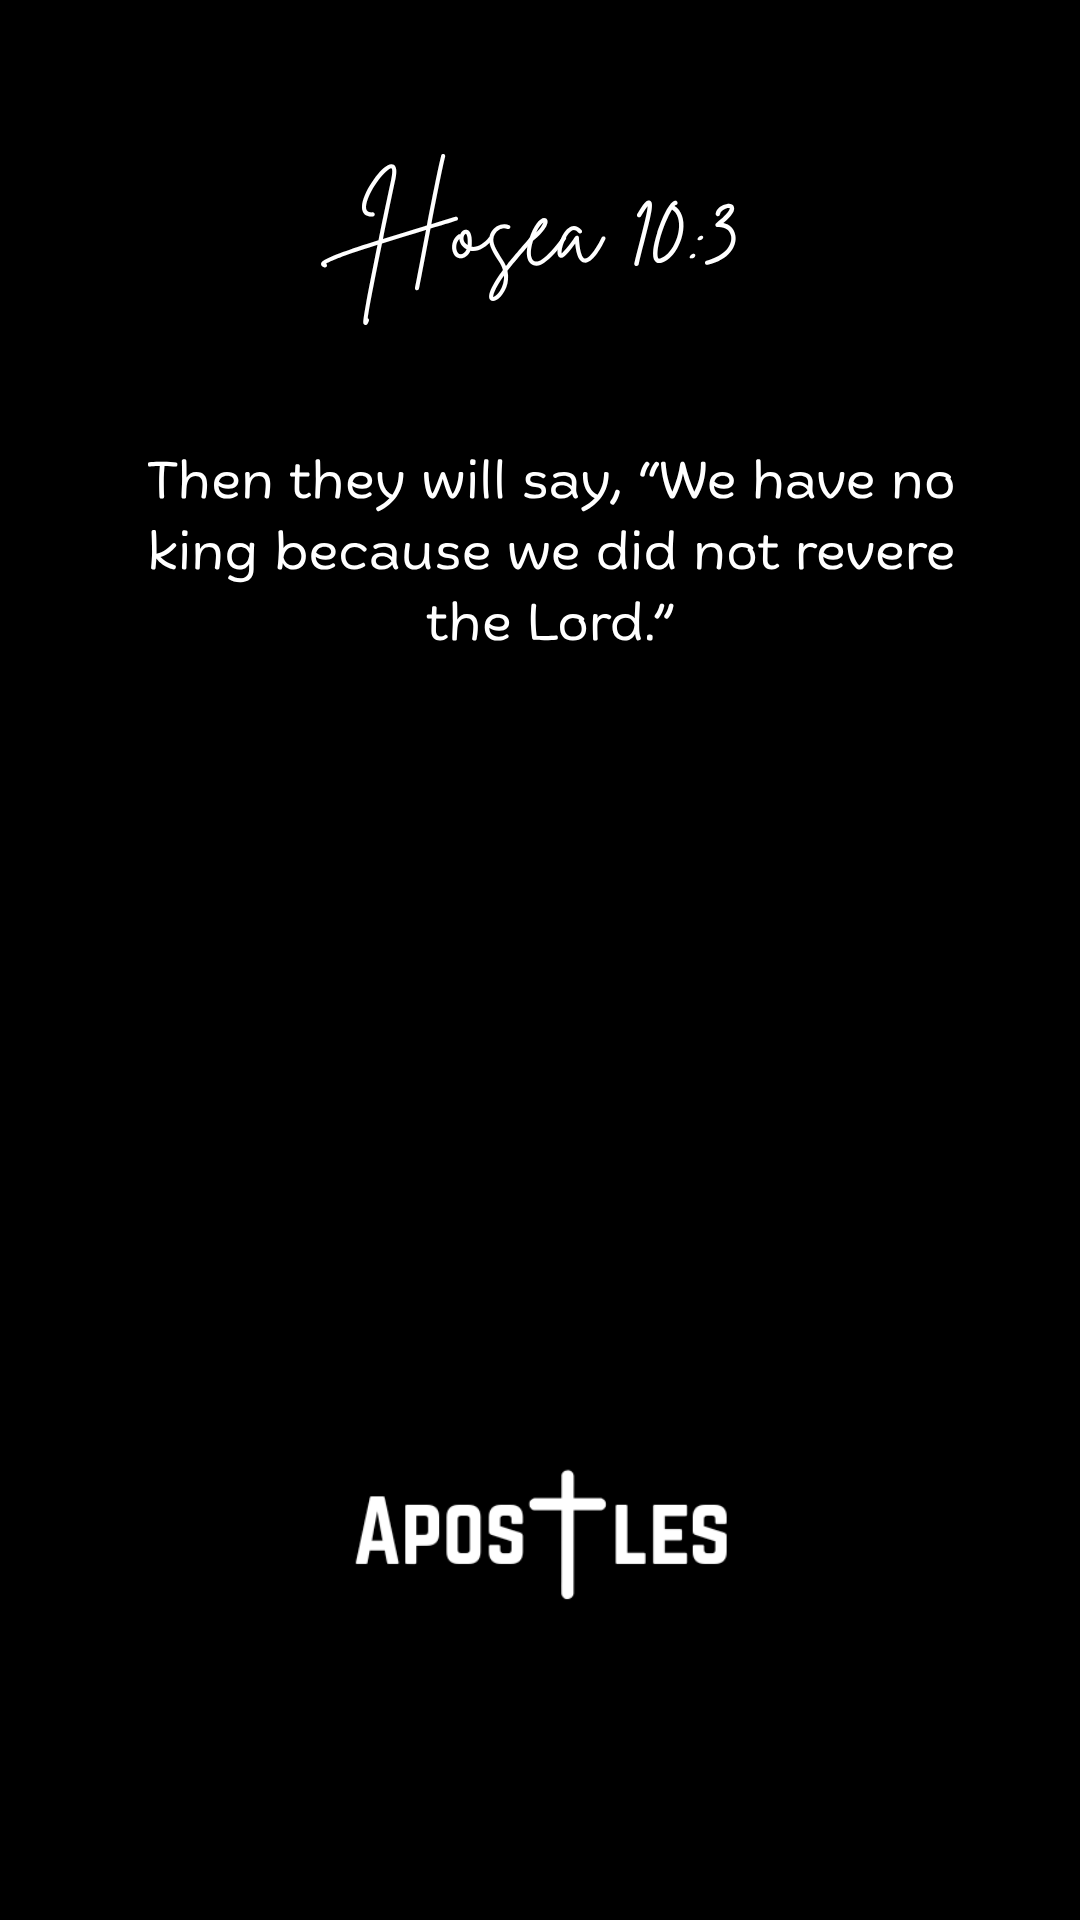 Hosea 10:3
Then they will say, “We have no
king because we did not revere
the Lord.”
APOSTLES